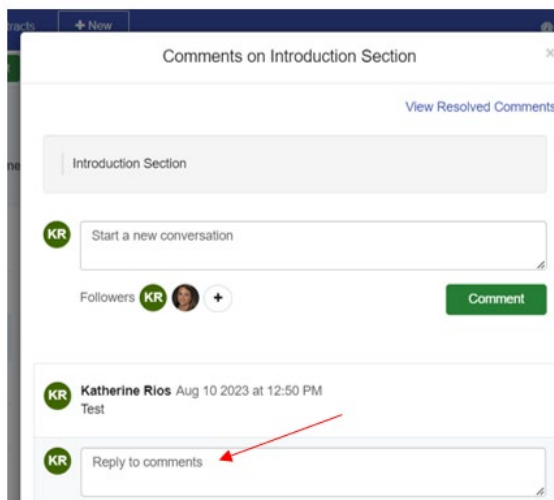 + New
Comments on Introduction Section
×
View Resolved Comments
Introduction Section
KR
Start a new conversation
Followers KR +
Comment
KR
Katherine Rios Aug 10 2023 at 12:50 PM
Test
KR
Reply to comments